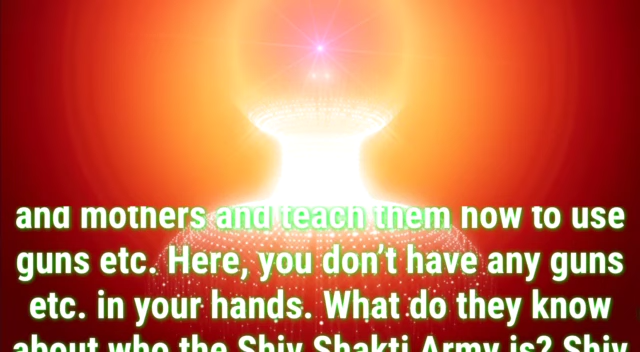 and mothers and teach them how to use
guns etc. Here, you don't have any guns
etc. in your hands. What do they know
about who the Shiv Shakti Army is? Shiv